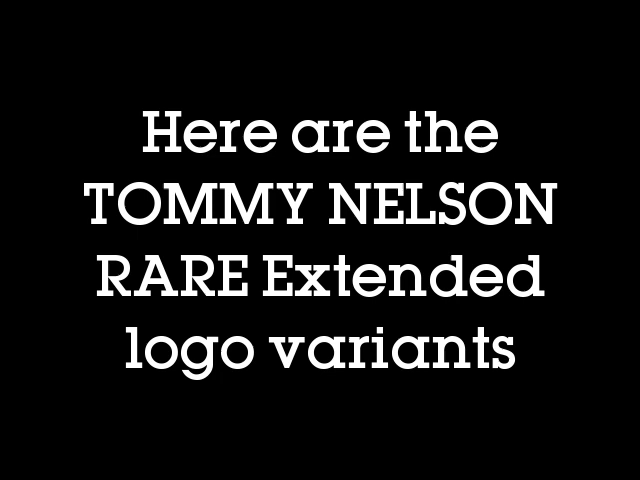 Here are the
TOMMY NELSON
RARE Extended
logo variants